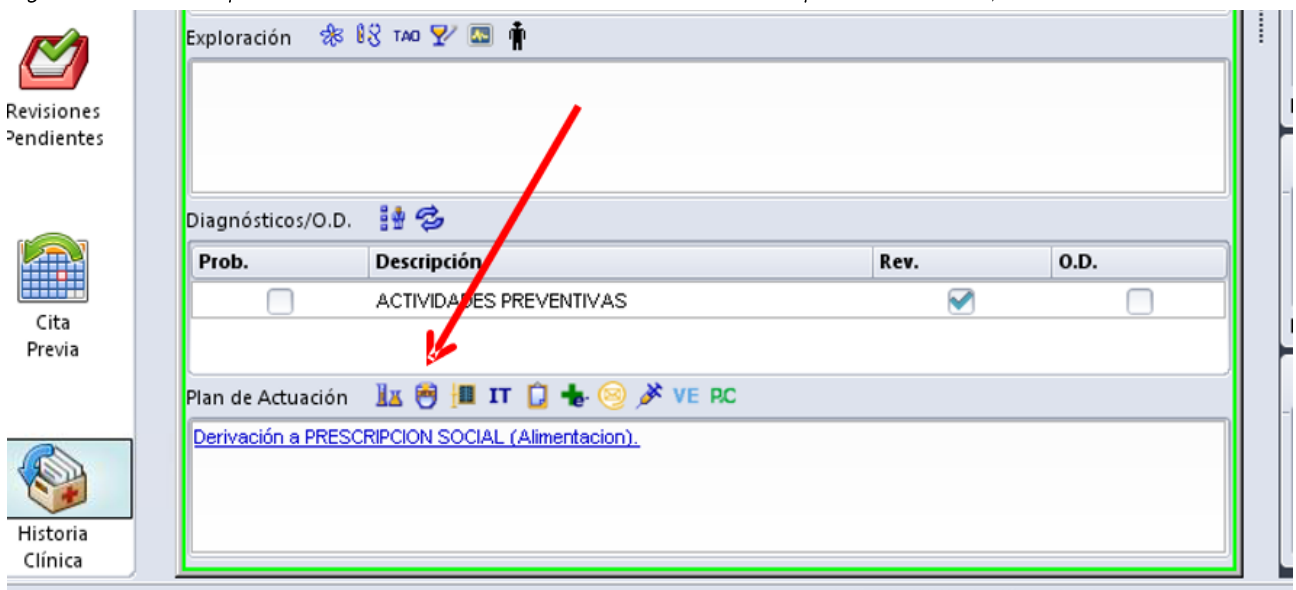 Exploración TAO
Revisiones
Pendientes
Diagnósticos/O.D.
Prob. Descripción Rev. O.D.
ACTIVIDADES PREVENTIVAS
Cita
Previa
Plan de Actuación IT VE P.C
Derivación a PRESCRIPCION SOCIAL (Alimentacion).
Historia
Clínica